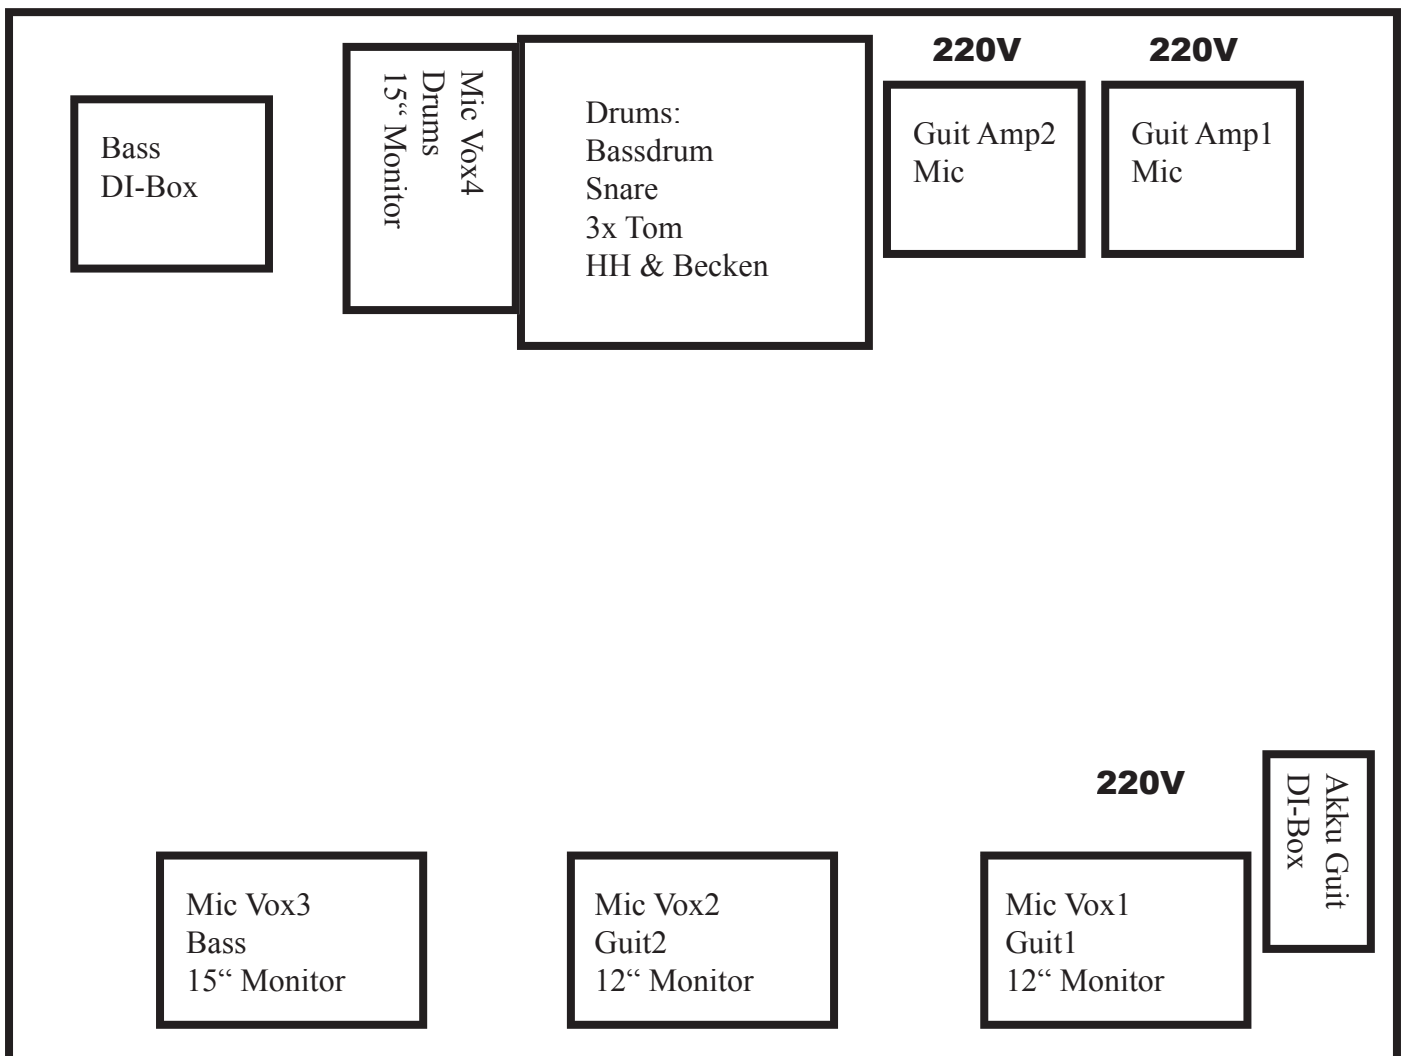 220V
220V
Bass
DI-Box
Mic Vox4
Drums
15“ Monitor
Drums:
Bassdrum
Snare
3x Tom
HH & Becken
Guit Amp2
Mic
Guit Amp1
Mic
220V
Akku Guit
DI-Box
Mic Vox3
Bass
15“ Monitor
Mic Vox2
Guit2
12“ Monitor
Mic Vox1
Guit1
12“ Monitor